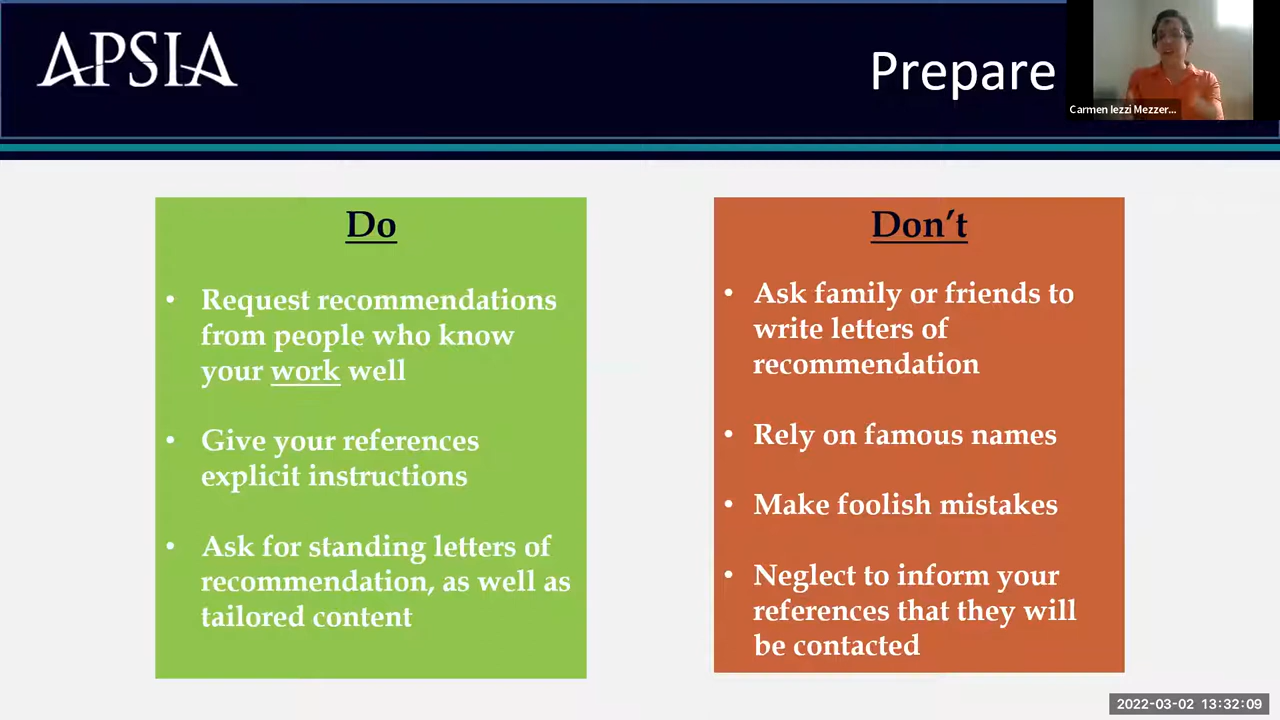 APSIA
Prepare
Carmen Iezzi Mezzer...
Do
• Request recommendations
from people who know
your work well
• Give your references
explicit instructions
• Ask for standing letters of
recommendation, as well as
tailored content
Don’t
• Ask family or friends to
write letters of
recommendation
• Rely on famous names
• Make foolish mistakes
• Neglect to inform your
references that they will
be contacted
2022-03-02 13:32:09